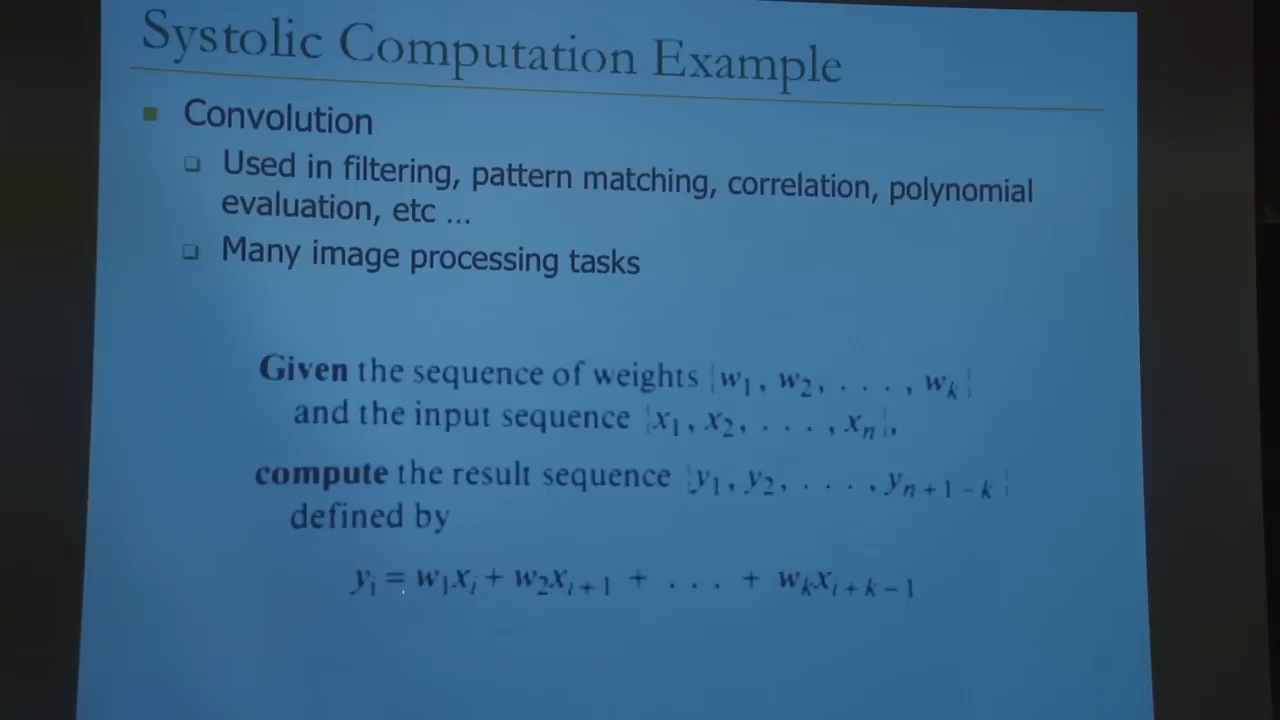 Systolic Computation Example
Convolution
Used in filtering, pattern matching, correlation, polynomial
evaluation, etc ...
Many image processing tasks
Given the sequence of weights {w₁, w₂, . . . , wₖ}
and the input sequence {x₁, x₂, . . . , xₙ},
compute the result sequence {y₁, y₂, . . . , yₙ₊₁₋ₖ}
defined by
yᵢ = w₁xᵢ + w₂xᵢ₊₁ + . . . + wₖxᵢ₊ₖ₋₁